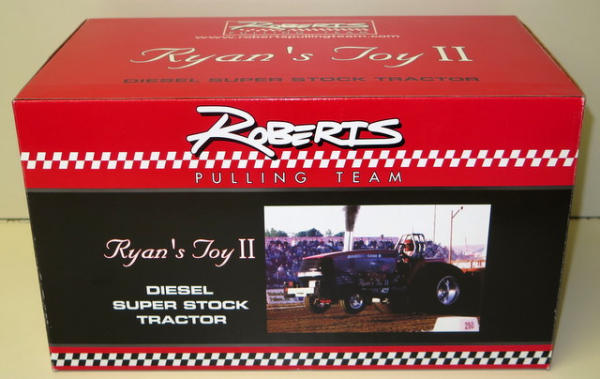 ROBERTS
www.robertspullingteam.com
Ryan's Toy II
DIESEL SUPER STOCK TRACTOR
ROBERTS
PULLING TEAM
Ryan's Toy II
DIESEL
SUPER STOCK
TRACTOR
250